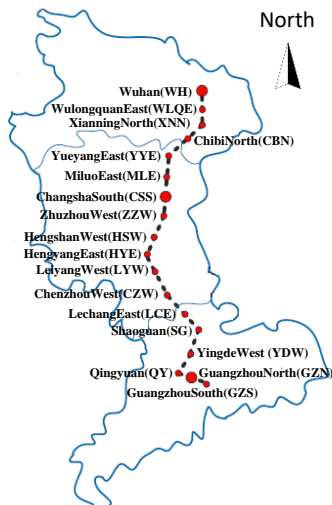 North
Wuhan(WH)
WulongquanEast(WLQE)
XianningNorth(XNN)
ChibiNorth(CBN)
YueyangEast(YYE)
MiluoEast(MLE)
ChangshaSouth(CSS)
ZhuzhouWest(ZZW)
HengshanWest(HSW)
HengyangEast(HYE)
LeiyangWest(LYW)
ChenzhouWest(CZW)
LechangEast(LCE)
Shaoguan(SG)
YingdeWest (YDW)
Qingyuan(QY)
GuangzhouNorth(GZN)
GuangzhouSouth(GZS)